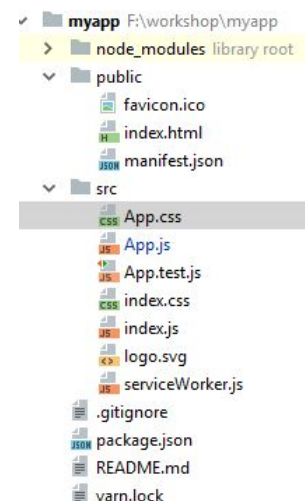 myapp F:\workshop\myapp
node_modules library root
public
favicon.ico
index.html
manifest.json
src
App.css
App.js
App.test.js
index.css
index.js
logo.svg
serviceWorker.js
.gitignore
package.json
README.md
yarn.lock